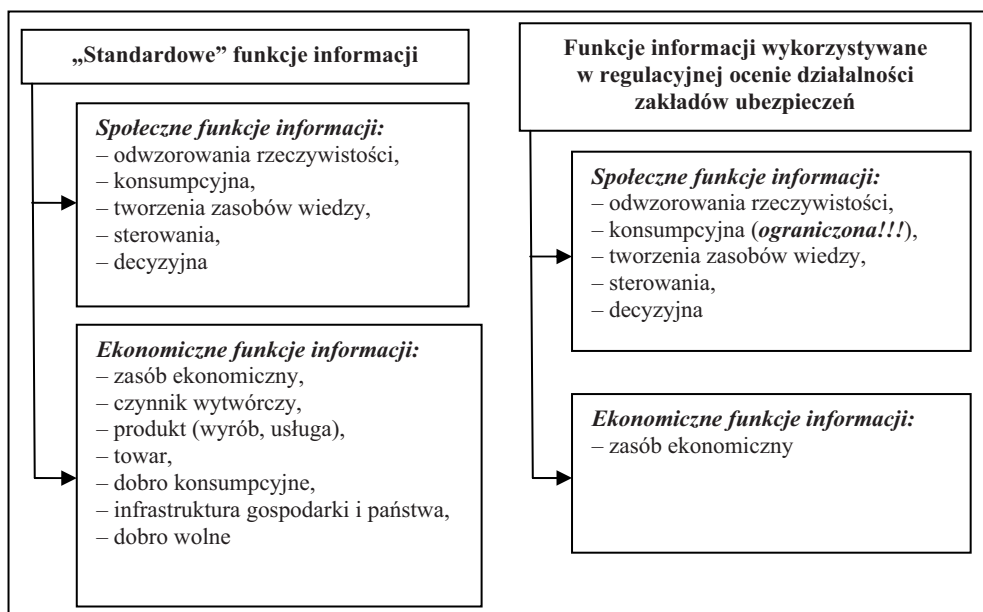 „Standardowe” funkcje informacji
Społeczne funkcje informacji:
– odwzorowania rzeczywistości,
– konsumpcyjna,
– tworzenia zasobów wiedzy,
– sterowania,
– decyzyjna
Ekonomiczne funkcje informacji:
– zasób ekonomiczny,
– czynnik wytwórczy,
– produkt (wyrób, usługa),
– towar,
– dobro konsumpcyjne,
– infrastruktura gospodarki i państwa,
– dobro wolne
Funkcje informacji wykorzystywane
w regulacyjnej ocenie działalności
zakładów ubezpieczeń
Społeczne funkcje informacji:
– odwzorowania rzeczywistości,
– konsumpcyjna (ograniczona!!!),
– tworzenia zasobów wiedzy,
– sterowania,
– decyzyjna
Ekonomiczne funkcje informacji:
– zasób ekonomiczny